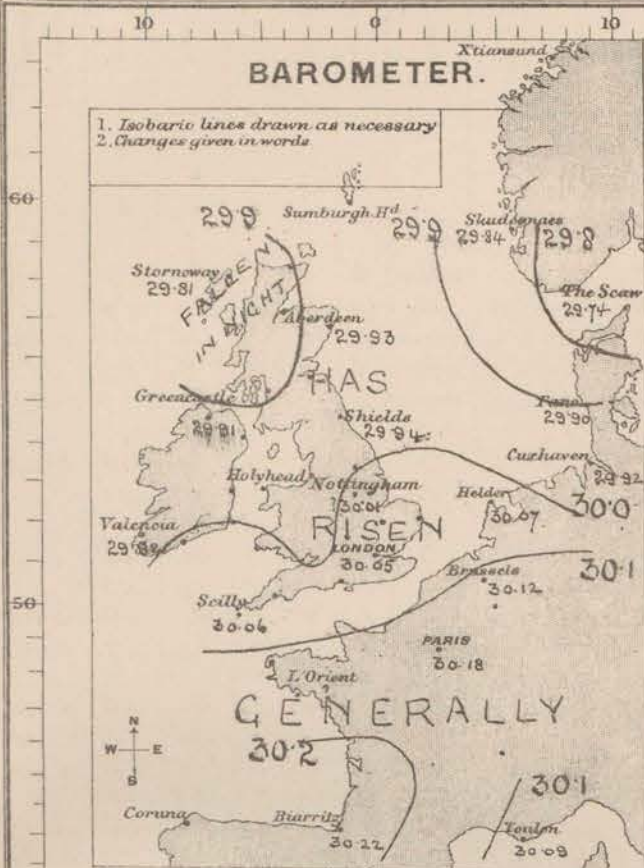 10 0 10
Xtiansund
BAROMETER.
1. Isobaric lines drawn as necessary
2. Changes given in words
60
Sumburgh Hd
29.9
29.9
Skudesnaes
29.84
29.8
Stornoway
29.81
FALLEN
IN NIGHT
The Scaw
29.74
Aberdeen
29.93
HAS
Greencastle
29.91
Fano
29.90
Shields
29.94
Cuxhaven
29.92
Holyhead
Nottingham
30.01
Helder
30.07
30.0
Valencia
RISEN
LONDON
30.05
30.1
Brussels
30.12
50
Scilly
30.06
PARIS
30.18
L'Orient
GENERALLY
N
W E
S
30.2
30.1
Coruna
Biarritz
30.22
Toulon
30.09